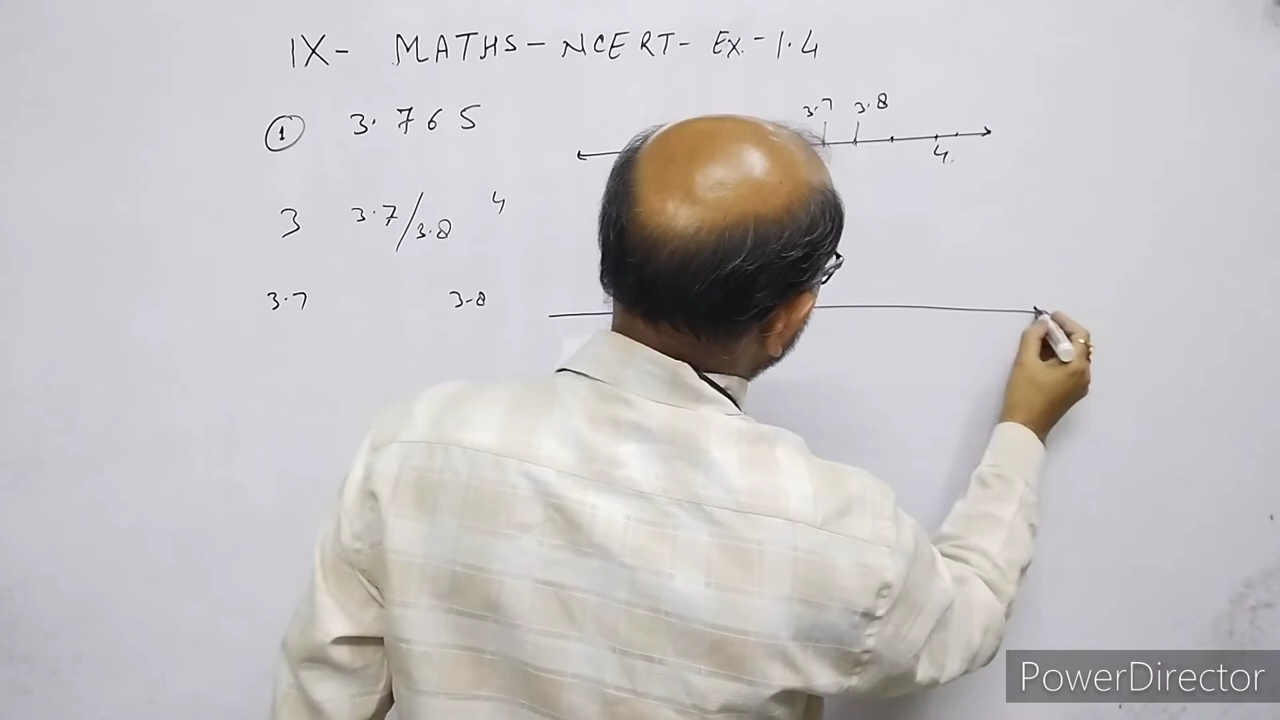 IX- MATHS- NCERT- Ex.- 1.4
① 3.765
3.7 3.8
4.
3 3.7/3.8 4
3.7 3-8
PowerDirector